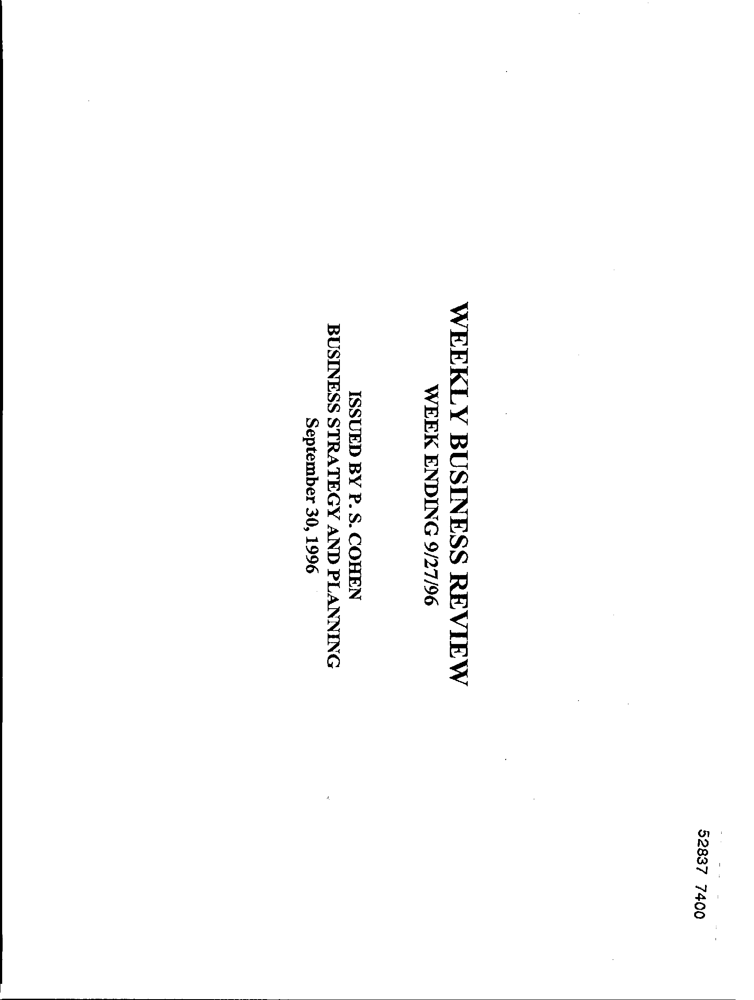 52837 7400
WEEKLY BUSINESS REVIEW
WEEK ENDING 9/27/96
ISSUED BY P. S. COHEN
BUSINESS STRATEGY AND PLANNING
September 30, 1996